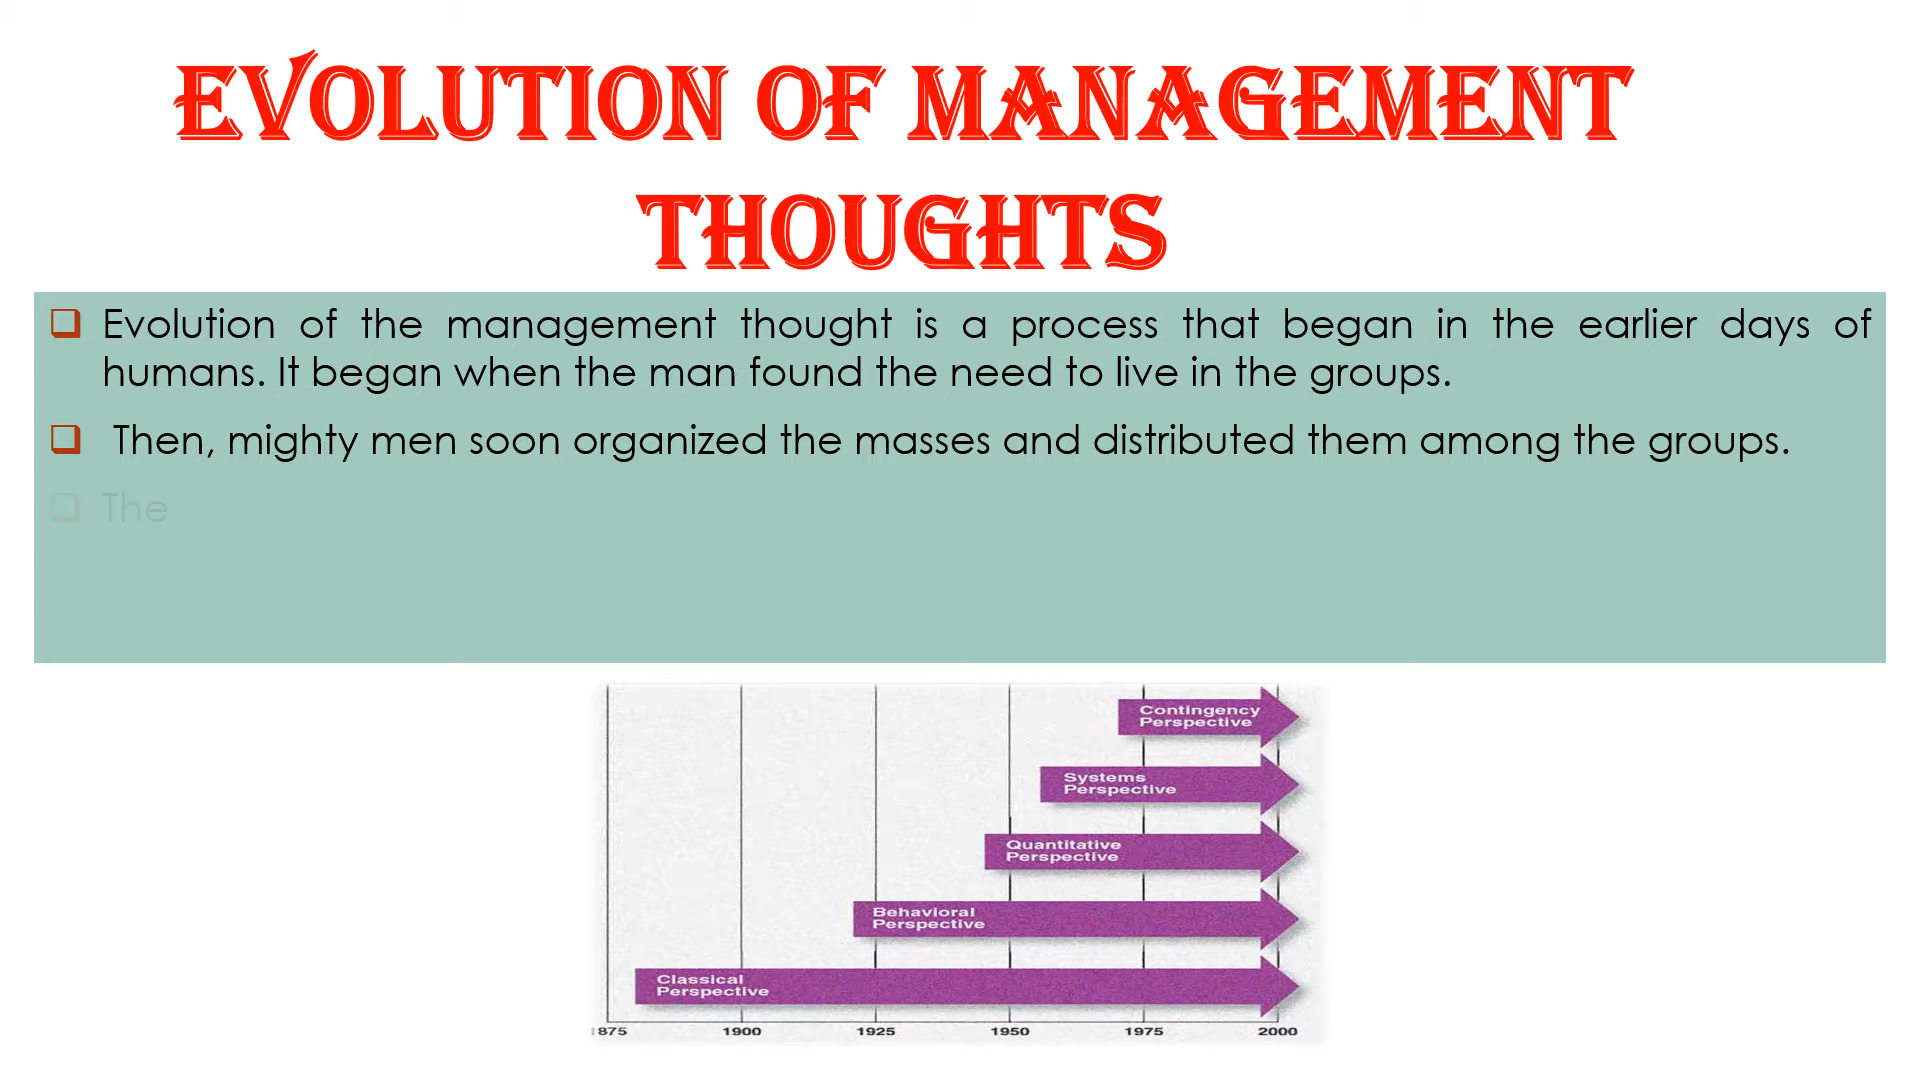 EVOLUTION OF MANAGEMENT
THOUGHTS
Evolution of the management thought is a process that began in the earlier days of
humans. It began when the man found the need to live in the groups.
Then, mighty men soon organized the masses and distributed them among the groups.
The
Contingency
Perspective
Systems
Perspective
Quantitative
Perspective
Behavioral
Perspective
Classical
Perspective
1875 1900 1925 1950 1975 2000